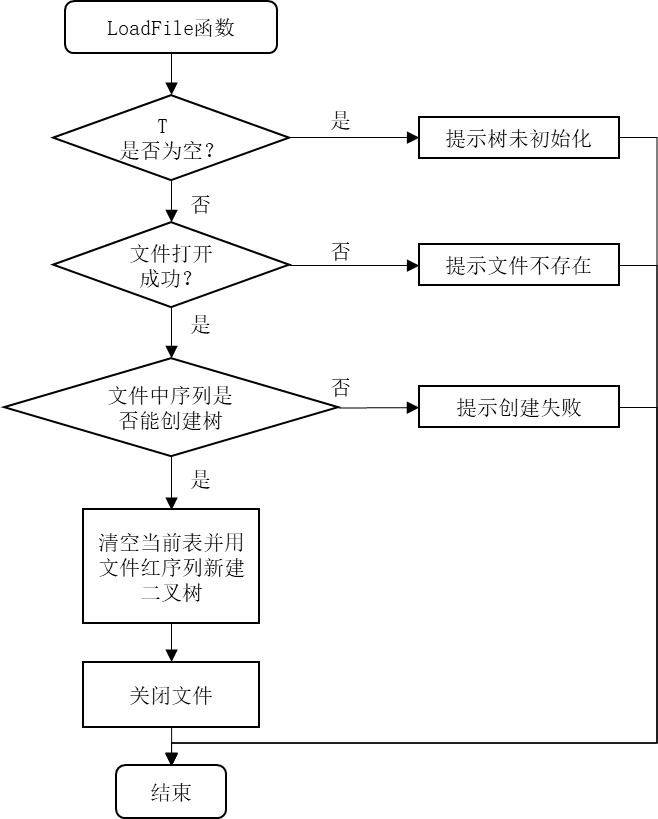 LoadFile函数
T
是否为空？
是
提示树未初始化
否
文件打开
成功？
否
提示文件不存在
是
文件中序列是
否能创建树
否
提示创建失败
是
清空当前表并用
文件红序列新建
二叉树
关闭文件
结束